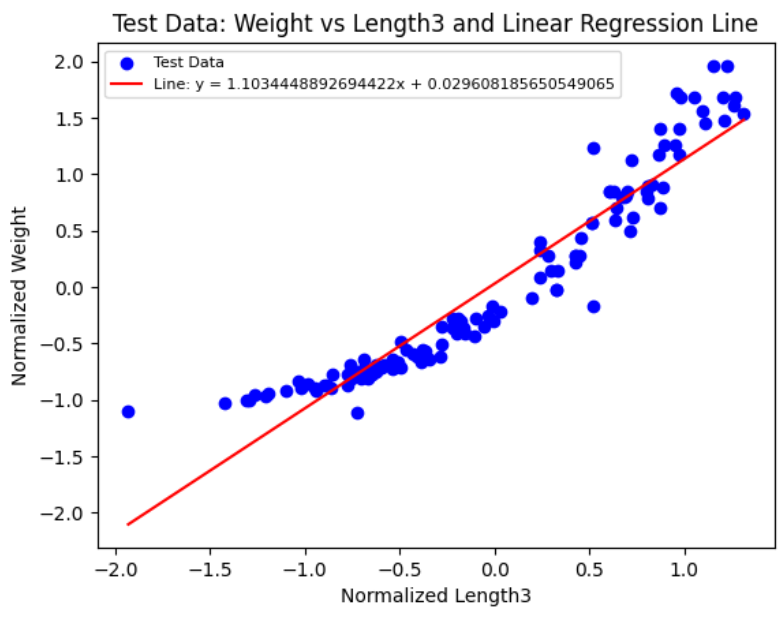 Test Data: Weight vs Length3 and Linear Regression Line
Test Data
Line: y = 1.1034448892694422x + 0.029608185650549065
Normalized Weight
2.0
1.5
1.0
0.5
0.0
−0.5
−1.0
−1.5
−2.0
−2.0 −1.5 −1.0 −0.5 0.0 0.5 1.0
Normalized Length3